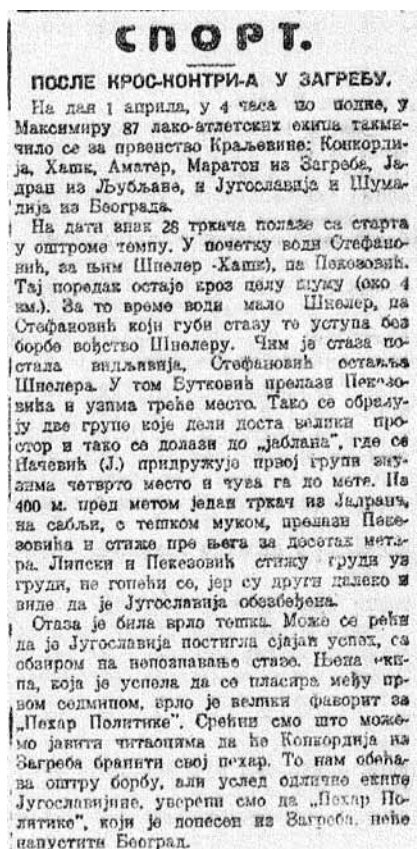 СПОРТ.
ПОСЛЕ КРОС-КОНТРИ-А У ЗАГРЕБУ.
На дан 1 априла, у 4 часа по подне, у
Максимиру 87 лако-атлетских екипа такми-
чило се за првенство Краљевине: Конкорди-
ја, Хашк, Аматер, Маратон из Загреба, Ја-
дран из Љубљане, и Југославија и Шума-
дија из Београда.
На дати знак 28 тркача полазе са старта
у оштроме темпу. У почетку води Стефано-
вић, за њим Шпелер -Хашк), па Пекезовић.
Тај поредак остаје кроз целу шуму (око 4
км.). За то време води мало Шпелер, па
Стефановић који губи стазу те уступа без
борбе вођство Шпелеру. Чим је стаза по-
стала видљивија, Стефановић оставља
Шпелера. У том Бутковић прелази Пекезо-
вића и узима треће место. Тако се образу-
ју две групе које дели доста велики про-
стор и тако се долази до „јаблана", где се
Начевић (Ј.) придружује првој групи
зима четврто место и чува га до мете. На
400 м. пред метом један тркач из Јадрана,
на сабљи, с тешком муком, прелази Пеке-
зовића и стиже пре њега за десетак мета-
ра. Липски и Пекезовић стижу груди уз
груди, не гонећи се, јер су други далеко и
виде да је Југославија обезбеђена.
Стаза је била врло тешка. Може се рећи
да је Југославија постигла сјајан успех, са
обзиром на непознавање стазе. Њена еки-
па, која је успела да се пласира међу пр-
вом седмицом, врло је велики фаворит за
„Пехар Политике". Срећни смо што може-
мо јавити читаоцима да ће Конкордија из
Загреба бранити свој пехар. То нам обећа-
ва оштру борбу, али услед одличне екипе
Југославијине, уверени смо да „Пехар По-
литике", који је донесен из Загреба, неће
напустити Београд.